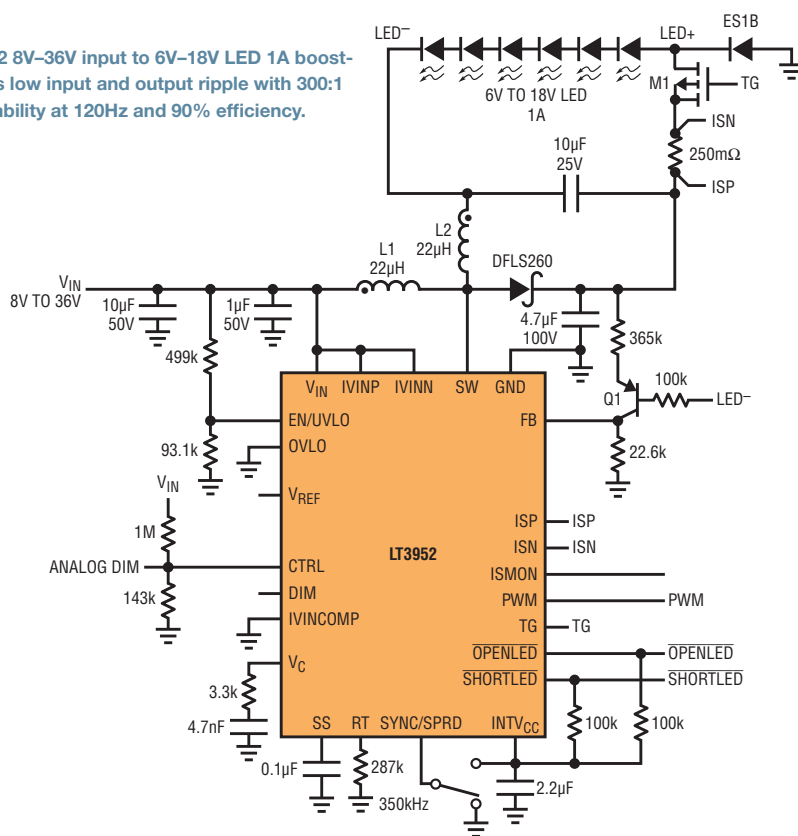 2 8V–36V input to 6V–18V LED 1A boost-
s low input and output ripple with 300:1
bility at 120Hz and 90% efficiency.
LED–
LED+
ES1B
M1
TG
6V TO 18V LED
1A
ISN
250mΩ
ISP
10µF
25V
L2
22µH
L1
22µH
DFLS260
VIN
8V TO 36V
10µF
50V
1µF
50V
4.7µF
100V
365k
499k
100k
Q1
LED–
VIN
IVINP
IVINN
SW
GND
EN/UVLO
FB
93.1k
OVLO
22.6k
VIN
VREF
1M
ISP
ISP
ISN
ISN
LT3952
ANALOG DIM
CTRL
ISMON
143k
DIM
PWM
PWM
IVINCOMP
TG
TG
OPENLED
OPENLED
VC
SHORTLED
SHORTLED
3.3k
4.7nF
SS
RT
SYNC/SPRD
INTVCC
100k
100k
0.1µF
287k
350kHz
2.2µF